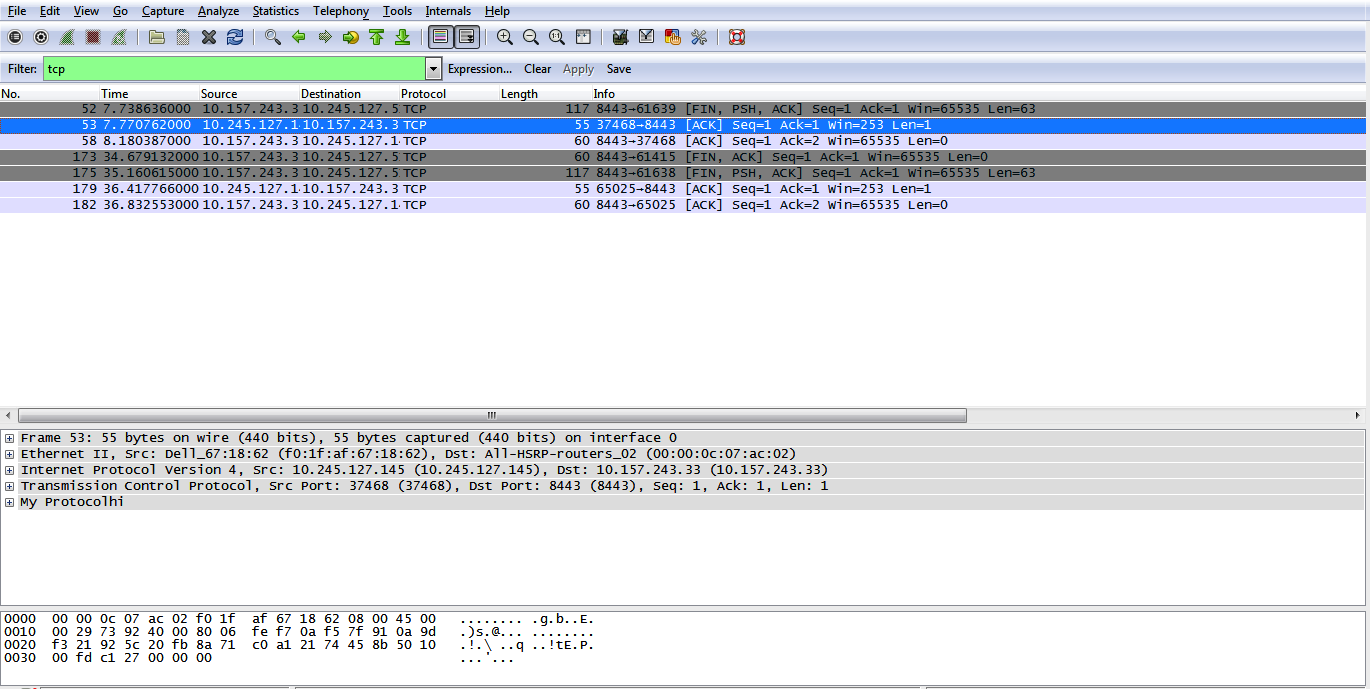 File Edit View Go Capture Analyze Statistics Telephony Tools Internals Help
Filter: tcp Expression... Clear Apply Save
No. Time Source Destination Protocol Length Info
52 7.738636000 10.157.243.3 10.245.127.5 TCP 117 8443→61639 [FIN, PSH, ACK] Seq=1 Ack=1 Win=65535 Len=63
53 7.770762000 10.245.127.1 10.157.243.3 TCP 55 37468→8443 [ACK] Seq=1 Ack=1 Win=253 Len=1
58 8.180387000 10.157.243.3 10.245.127.1 TCP 60 8443→37468 [ACK] Seq=1 Ack=2 Win=65535 Len=0
173 34.679132000 10.157.243.3 10.245.127.5 TCP 60 8443→61415 [FIN, ACK] Seq=1 Ack=1 Win=65535 Len=0
175 35.160615000 10.157.243.3 10.245.127.5 TCP 117 8443→61638 [FIN, PSH, ACK] Seq=1 Ack=1 Win=65535 Len=63
179 36.417766000 10.245.127.1 10.157.243.3 TCP 55 65025→8443 [ACK] Seq=1 Ack=1 Win=253 Len=1
182 36.832553000 10.157.243.3 10.245.127.1 TCP 60 8443→65025 [ACK] Seq=1 Ack=2 Win=65535 Len=0
Frame 53: 55 bytes on wire (440 bits), 55 bytes captured (440 bits) on interface 0
Ethernet II, Src: Dell_67:18:62 (f0:1f:af:67:18:62), Dst: All-HSRP-routers_02 (00:00:0c:07:ac:02)
Internet Protocol Version 4, Src: 10.245.127.145 (10.245.127.145), Dst: 10.157.243.33 (10.157.243.33)
Transmission Control Protocol, Src Port: 37468 (37468), Dst Port: 8443 (8443), Seq: 1, Ack: 1, Len: 1
My Protocolhi
0000 00 00 0c 07 ac 02 f0 1f af 67 18 62 08 00 45 00 ........ .g.b..E.
0010 00 29 73 92 40 00 80 06 fe f7 0a f5 7f 91 0a 9d .)s.@... ........
0020 f3 21 92 5c 20 fb 8a 71 c0 a1 21 74 45 8b 50 10 .!.\ ..q ..!tE.P.
0030 00 fd c1 27 00 00 00 ...'...